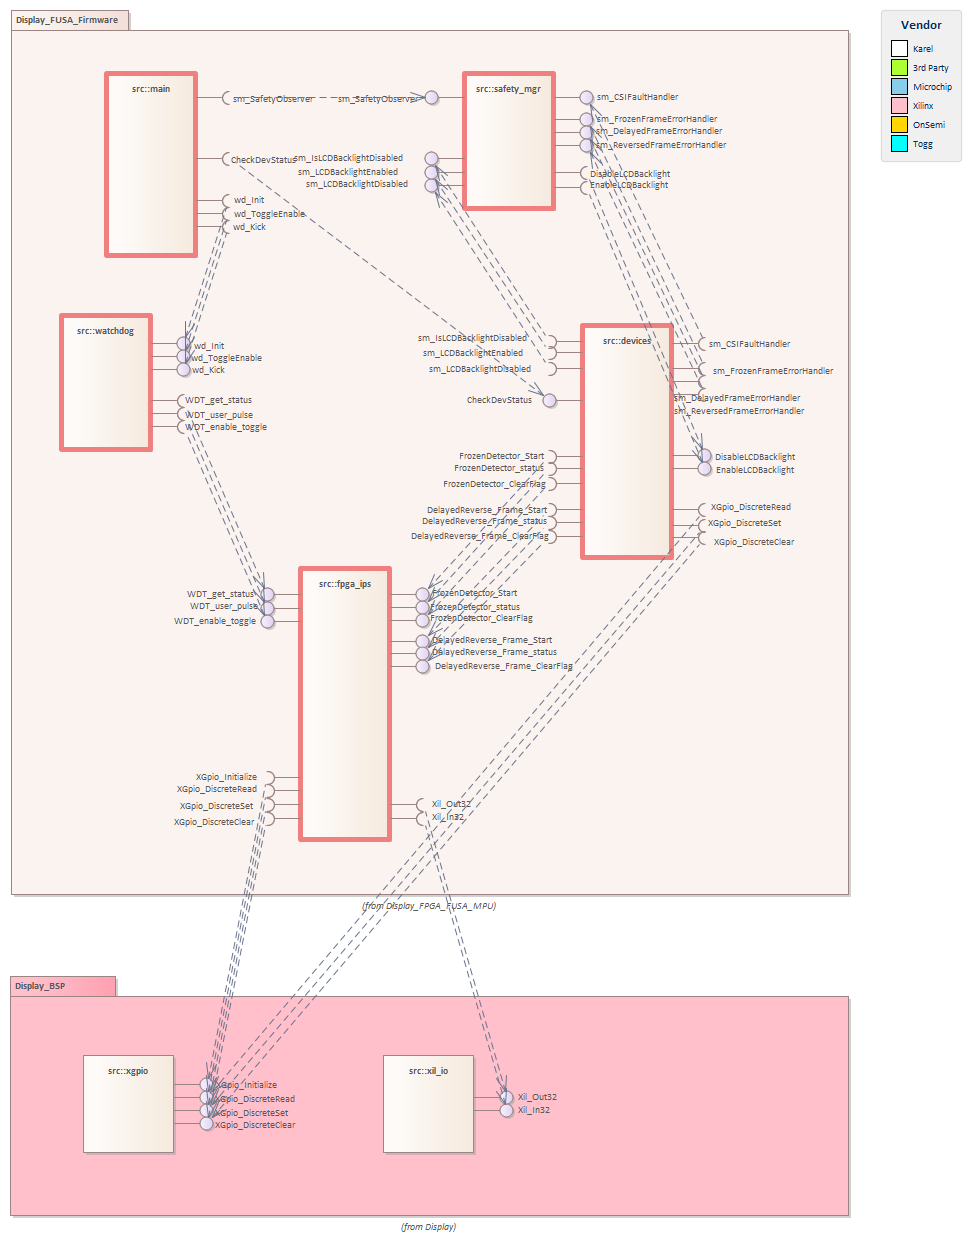 Display_FUSA_Firmware
Vendor
Karel
3rd Party
Microchip
Xilinx
OnSemi
Togg
src::main
sm_SafetyObserver
CheckDevStatus
wd_Init
wd_ToggleEnable
wd_Kick
src::safety_mgr
sm_SafetyObserver
sm_IsLCDBacklightDisabled
sm_LCDBacklightEnabled
sm_LCDBacklightDisabled
sm_CSIFaultHandler
sm_FrozenFrameErrorHandler
sm_DelayedFrameErrorHandler
sm_ReversedFrameErrorHandler
DisableLCDBacklight
EnableLCDBacklight
src::watchdog
wd_Init
wd_ToggleEnable
wd_Kick
WDT_get_status
WDT_user_pulse
WDT_enable_toggle
src::devices
sm_IsLCDBacklightDisabled
sm_LCDBacklightEnabled
sm_LCDBacklightDisabled
CheckDevStatus
FrozenDetector_Start
FrozenDetector_status
FrozenDetector_ClearFlag
DelayedReverse_Frame_Start
DelayedReverse_Frame_status
DelayedReverse_Frame_ClearFlag
sm_CSIFaultHandler
sm_FrozenFrameErrorHandler
sm_DelayedFrameErrorHandler
sm_ReversedFrameErrorHandler
DisableLCDBacklight
EnableLCDBacklight
XGpio_DiscreteRead
XGpio_DiscreteSet
XGpio_DiscreteClear
src::fpga_ips
WDT_get_status
WDT_user_pulse
WDT_enable_toggle
FrozenDetector_Start
FrozenDetector_status
FrozenDetector_ClearFlag
DelayedReverse_Frame_Start
DelayedReverse_Frame_status
DelayedReverse_Frame_ClearFlag
XGpio_Initialize
XGpio_DiscreteRead
XGpio_DiscreteSet
XGpio_DiscreteClear
Xil_Out32
Xil_In32
(from Display_FPGA_FUSA_MPU)
Display_BSP
src::xgpio
XGpio_Initialize
XGpio_DiscreteRead
XGpio_DiscreteSet
XGpio_DiscreteClear
src::xil_io
Xil_Out32
Xil_In32
(from Display)